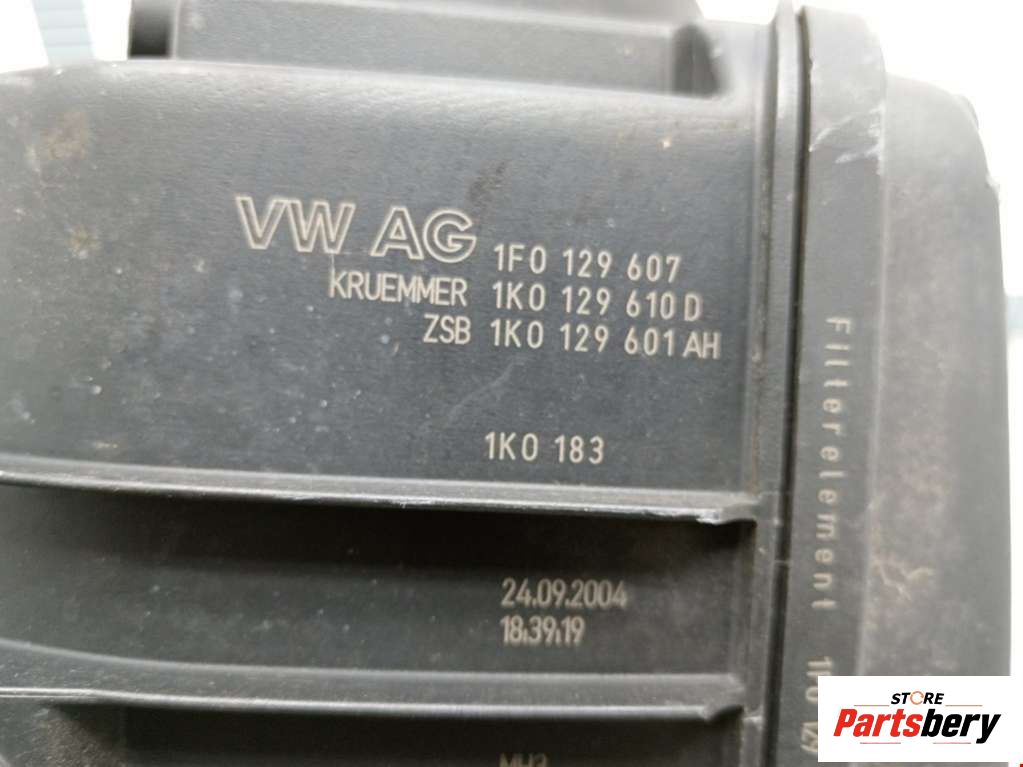 VW AG 1F0 129 607
KRUEMMER 1K0 129 610 D
ZSB 1K0 129 601 AH
1K0 183
24.09.2004
18:39:19
Filterelement
STORE
Partsbery